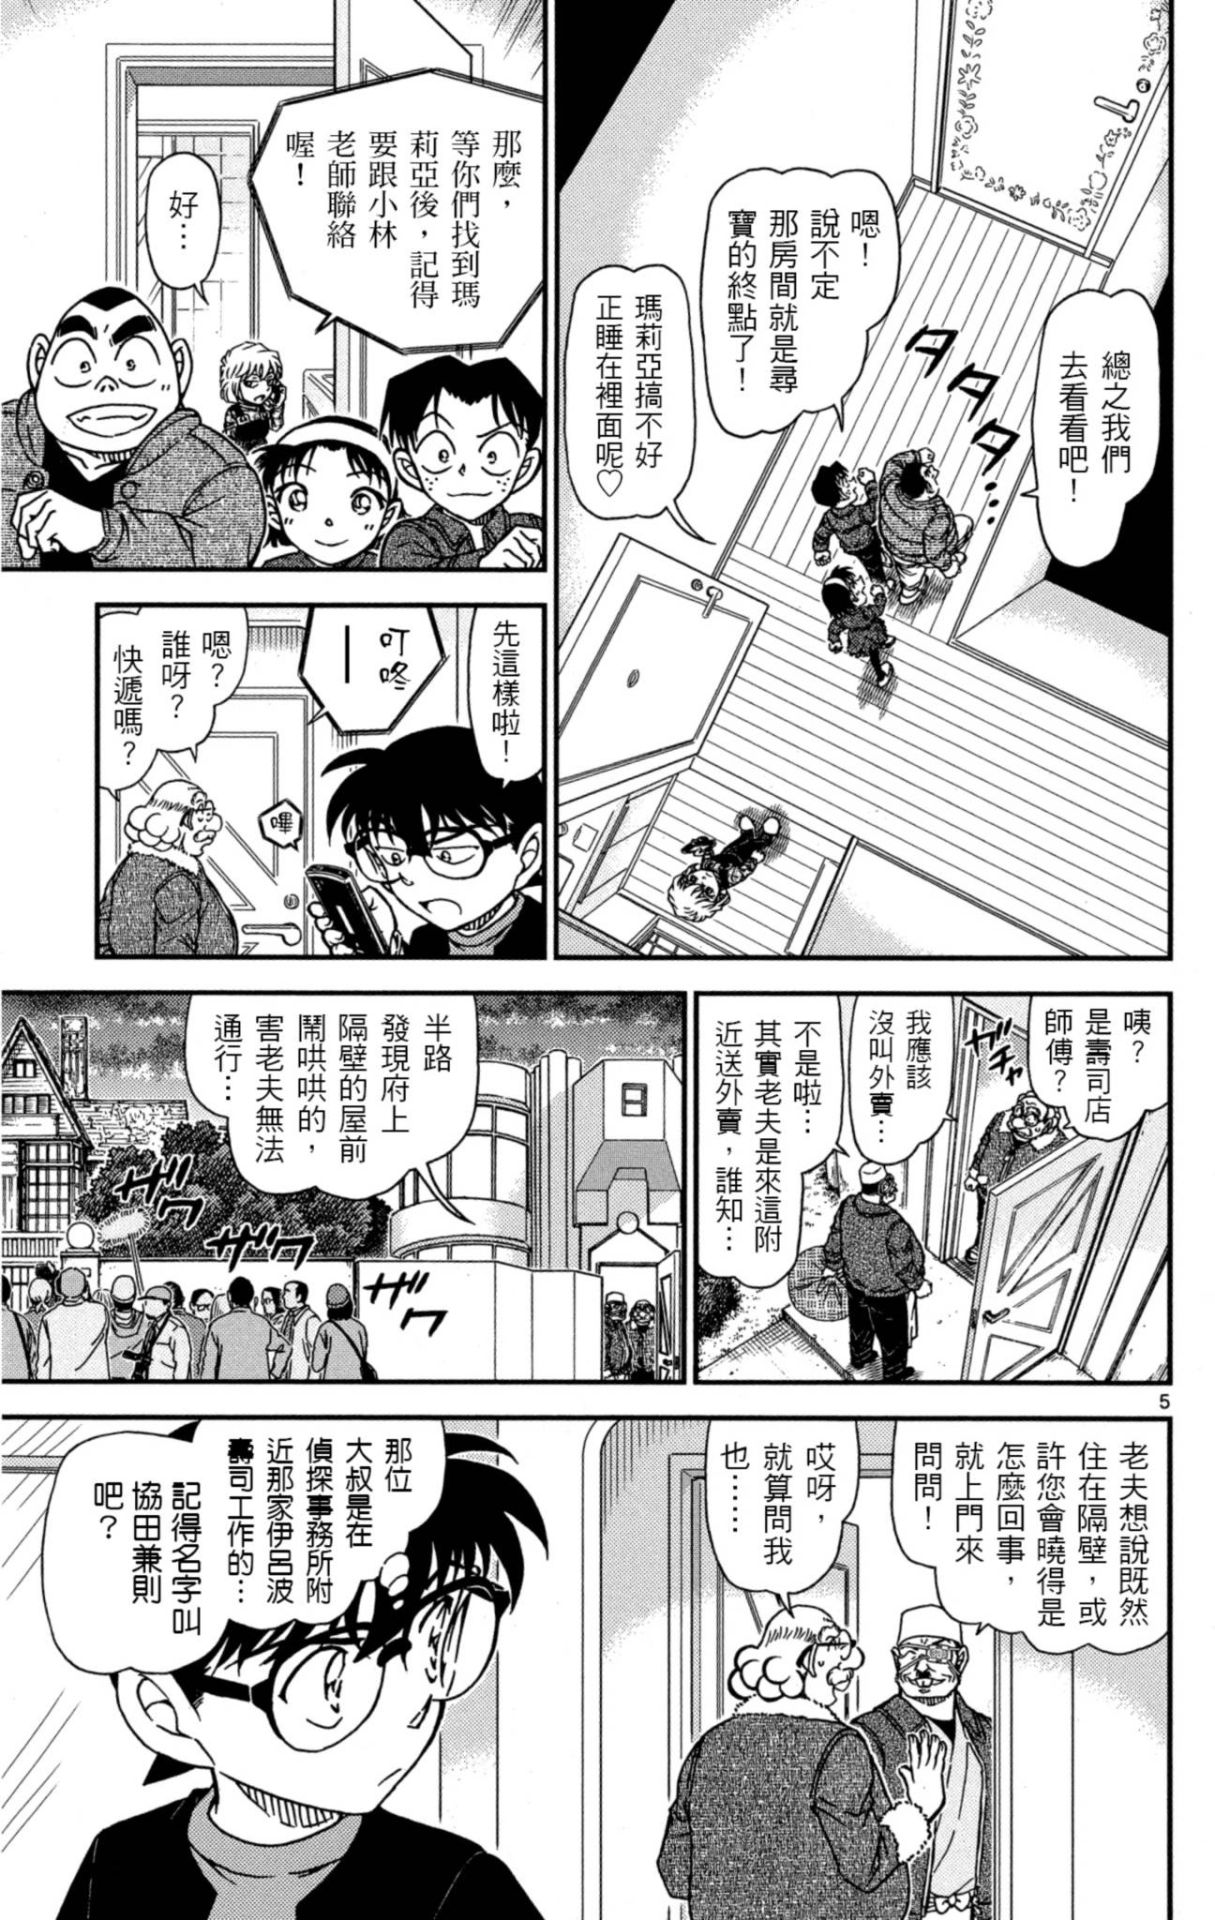 總之我們
去看看吧！
嗯！
說不定
那房間就是尋
寶的終點了！
瑪莉亞搞不好
正睡在裡面呢♡
タタタ…
那麼，
等你們找到瑪
莉亞後，記得
要跟小林
老師聯絡
喔！
好…
先這樣啦！
嗶
叮咚
ー
嗯？
誰呀？
快遞嗎？
咦？
是壽司店
師傅？
ガチャ
我應該
沒叫外賣…
不是啦…
其實老夫是來這附
近送外賣，誰知…
半路
發現府上
隔壁的屋前
鬧哄哄的，
害老夫無法
通行…
ザワ
ザワ
ザワ
5
老夫想說既然
住在隔壁，或
許您會曉得是
怎麼回事，
就上門來
問問！
哎呀，
就算問我
也……
那位
大叔是在
偵探事務所附
近那家伊呂波
壽司工作的…
記得名字叫
協田兼則
吧？